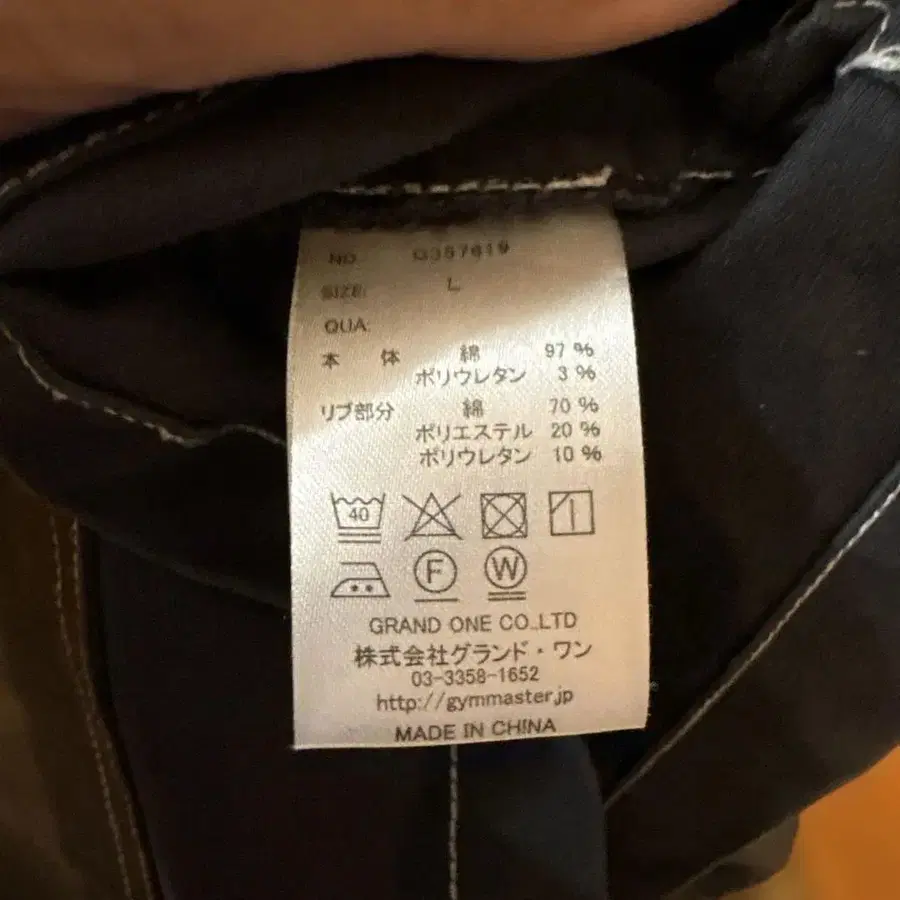 NO. G357619
SIZE: L
QUA:
本 体 綿 97 %
ポリウレタン 3 %
リブ部分 綿 70 %
ポリエステル 20 %
ポリウレタン 10 %
40
F W
GRAND ONE CO.,LTD
株式会社グランド・ワン
03-3358-1652
http://gymmaster.jp
MADE IN CHINA